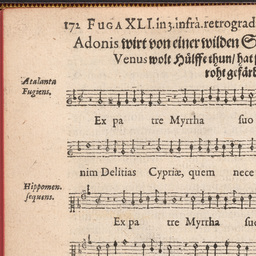 172 FUGA XLI. in 3. infrà. retrograd
Adonis wirt von einer wilden S
Venus wolt Hülffe thun / hat
roht gefärb
Atalanta
Fugiens.
Ex pa tre Myrrha suo
nim Delitias Cypriæ, quem nece
Hippomen.
sequens.
Ex pa tre Myrrha suo